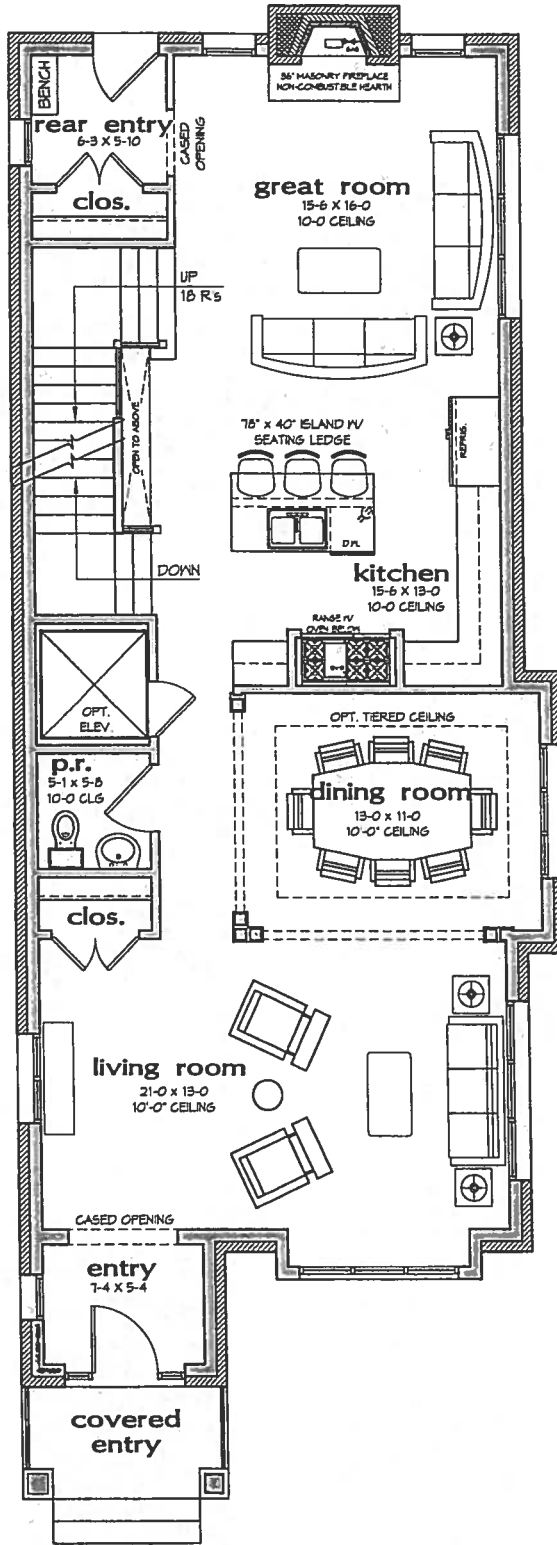 36" MASONRY FIREPLACE
NON-COMBUSTIBLE HEARTH
BENCH
rear entry
6-3 X 5-10
CASED
OPENING
clos.
great room
15-6 X 16-0
10-0 CEILING
UP
18 R's
OPEN TO ABOVE
78" x 40" ISLAND W/
SEATING LEDGE
REFRIG.
D.W.
DOWN
kitchen
15-6 X 13-0
10-0 CEILING
RANGE W/
OVEN BELOW
OPT.
ELEV.
OPT. TIERED CEILING
p.r.
5-1 x 5-8
10-0 CLG
dining room
13-0 x 11-0
10'-0" CEILING
clos.
living room
21-0 x 13-0
10'-0" CEILING
CASED OPENING
entry
7-4 X 5-4
covered
entry